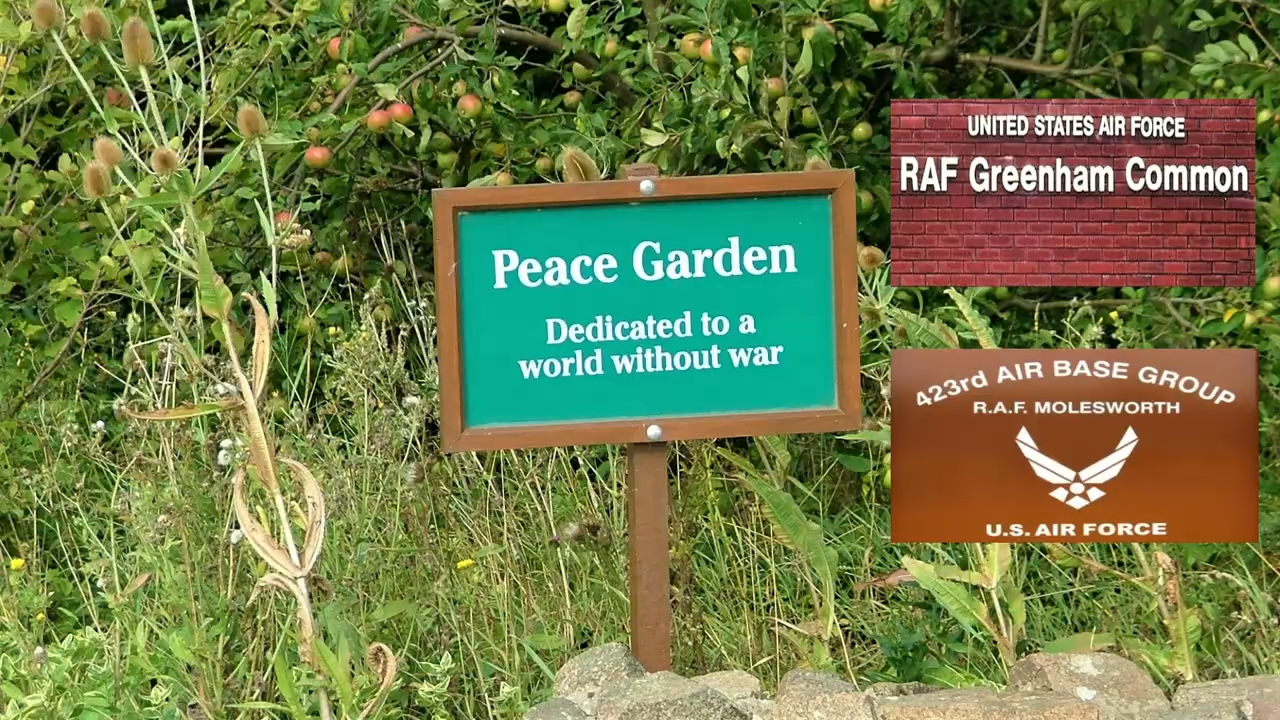 Peace Garden
Dedicated to a
world without war
UNITED STATES AIR FORCE
RAF Greenham Common
423rd AIR BASE GROUP
R.A.F. MOLESWORTH
U.S. AIR FORCE